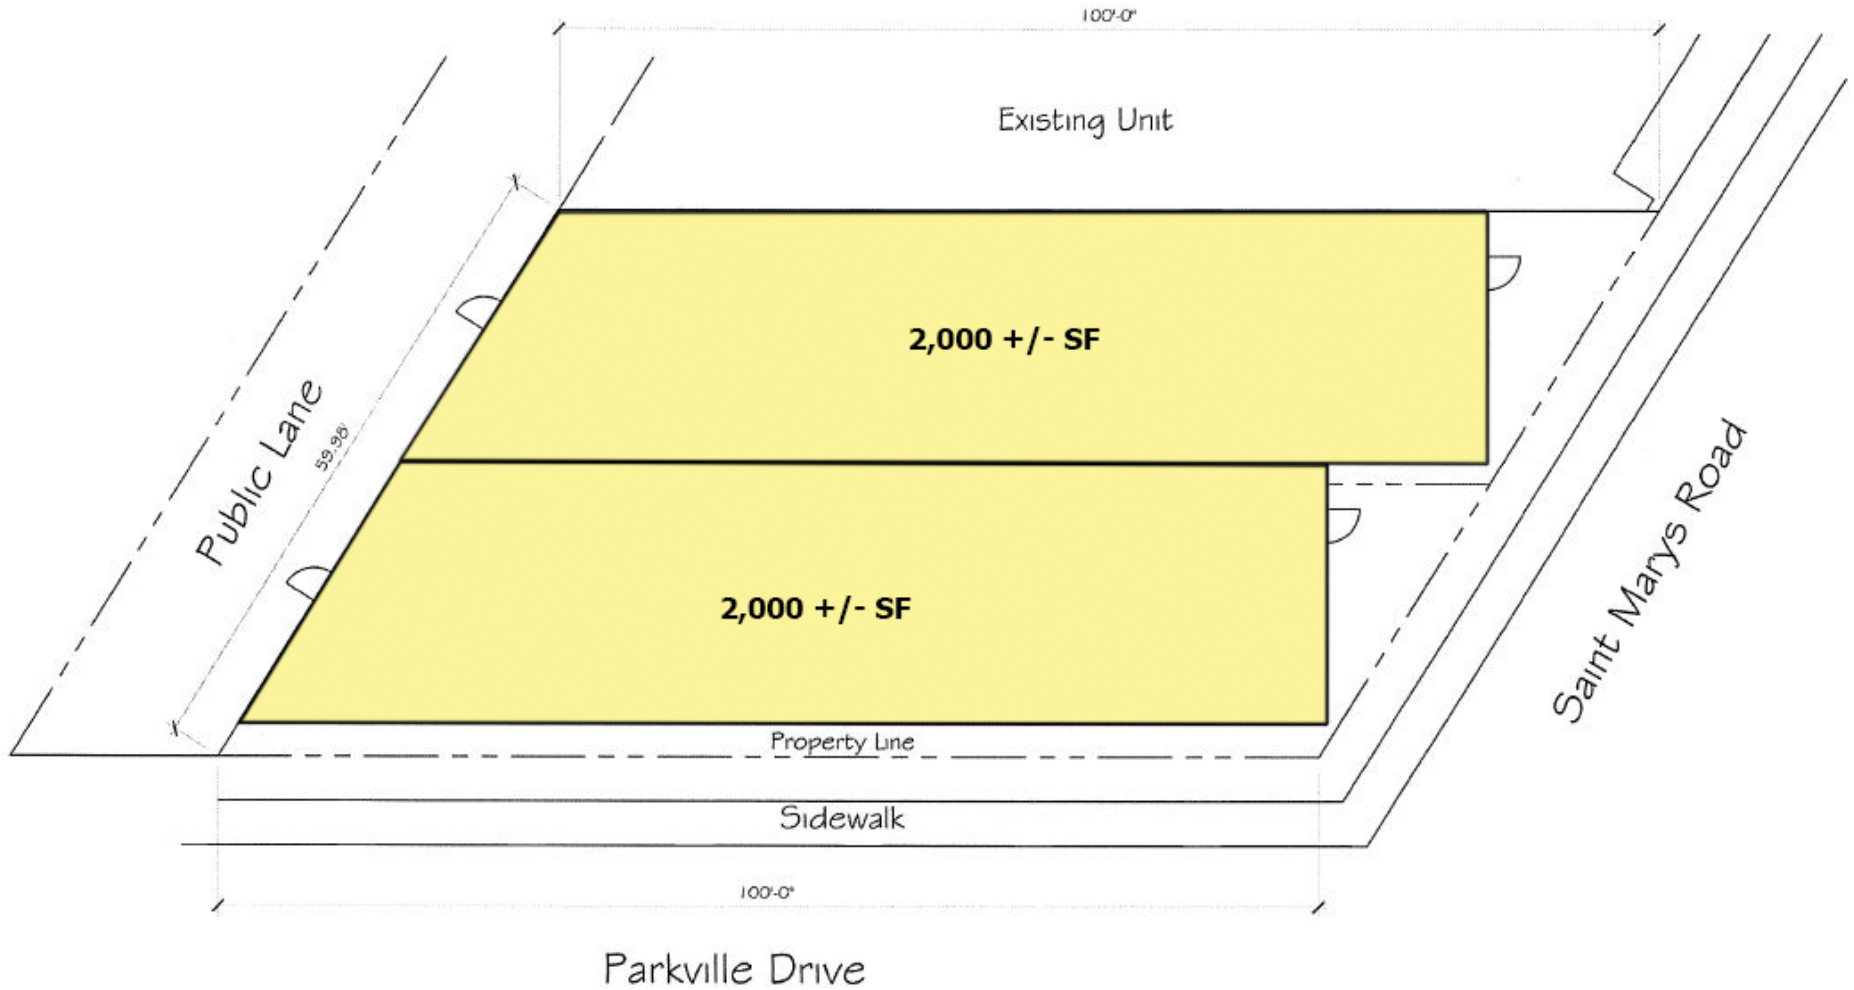 100'-0"
Existing Unit
2,000 +/- SF
Public Lane
59.98'
Saint Marys Road
2,000 +/- SF
Property Line
Sidewalk
100'-0"
Parkville Drive